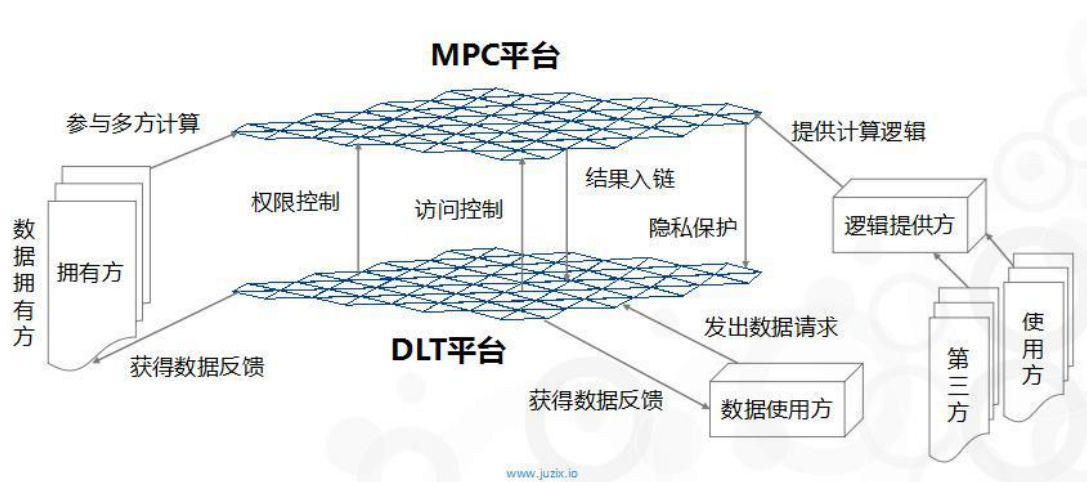 MPC平台
参与多方计算
提供计算逻辑
结果入链
权限控制
访问控制
隐私保护
逻辑提供方
数据拥有方
拥有方
发出数据请求
使用方
第三方
DLT平台
获得数据反馈
获得数据反馈
数据使用方
www.juzix.io